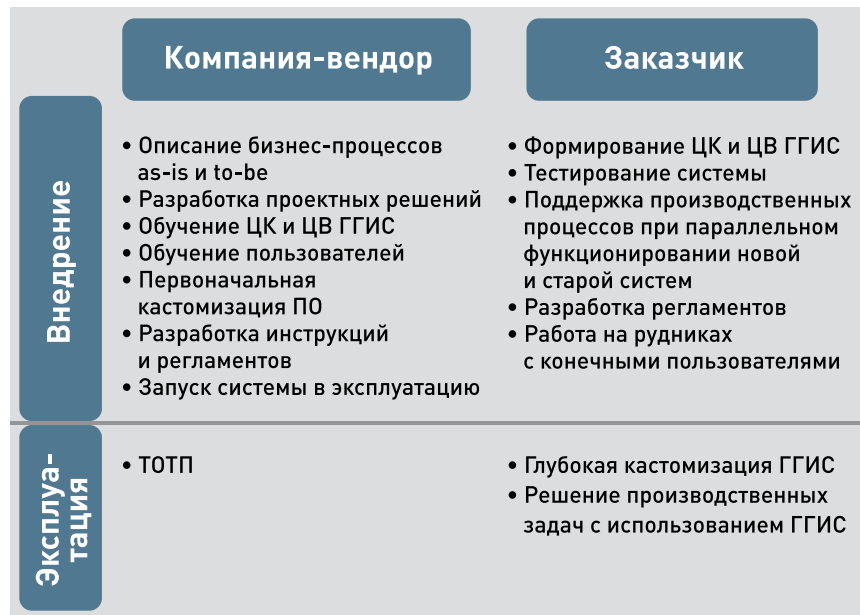 Компания-вендор
Заказчик
Внедрение
• Описание бизнес-процессов
as-is и to-be
• Разработка проектных решений
• Обучение ЦК и ЦВ ГГИС
• Обучение пользователей
• Первоначальная
кастомизация ПО
• Разработка инструкций
и регламентов
• Запуск системы в эксплуатацию
• Формирование ЦК и ЦВ ГГИС
• Тестирование системы
• Поддержка производственных
процессов при параллельном
функционировании новой
и старой систем
• Разработка регламентов
• Работа на рудниках
с конечными пользователями
Эксплуа-
тация
• ТОТП
• Глубокая кастомизация ГГИС
• Решение производственных
задач с использованием ГГИС